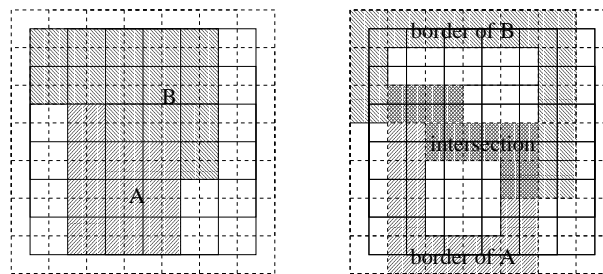 border of B
B
intersection
A
border of A